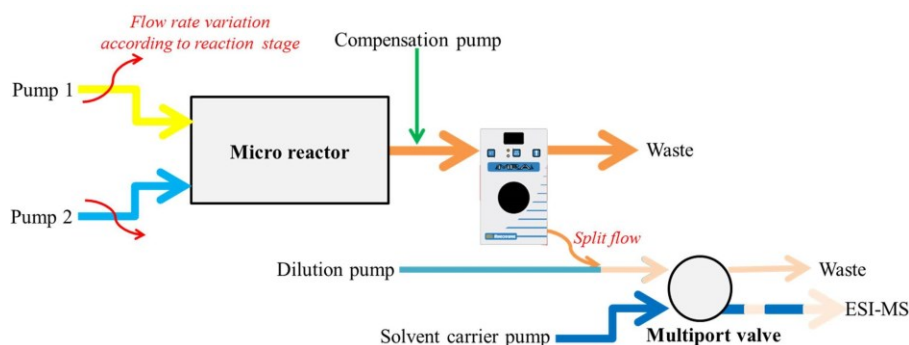 Flow rate variation
according to reaction stage
Compensation pump
Pump 1
Micro reactor
Waste
Pump 2
Split flow
Dilution pump
Waste
ESI-MS
Solvent carrier pump
Multiport valve